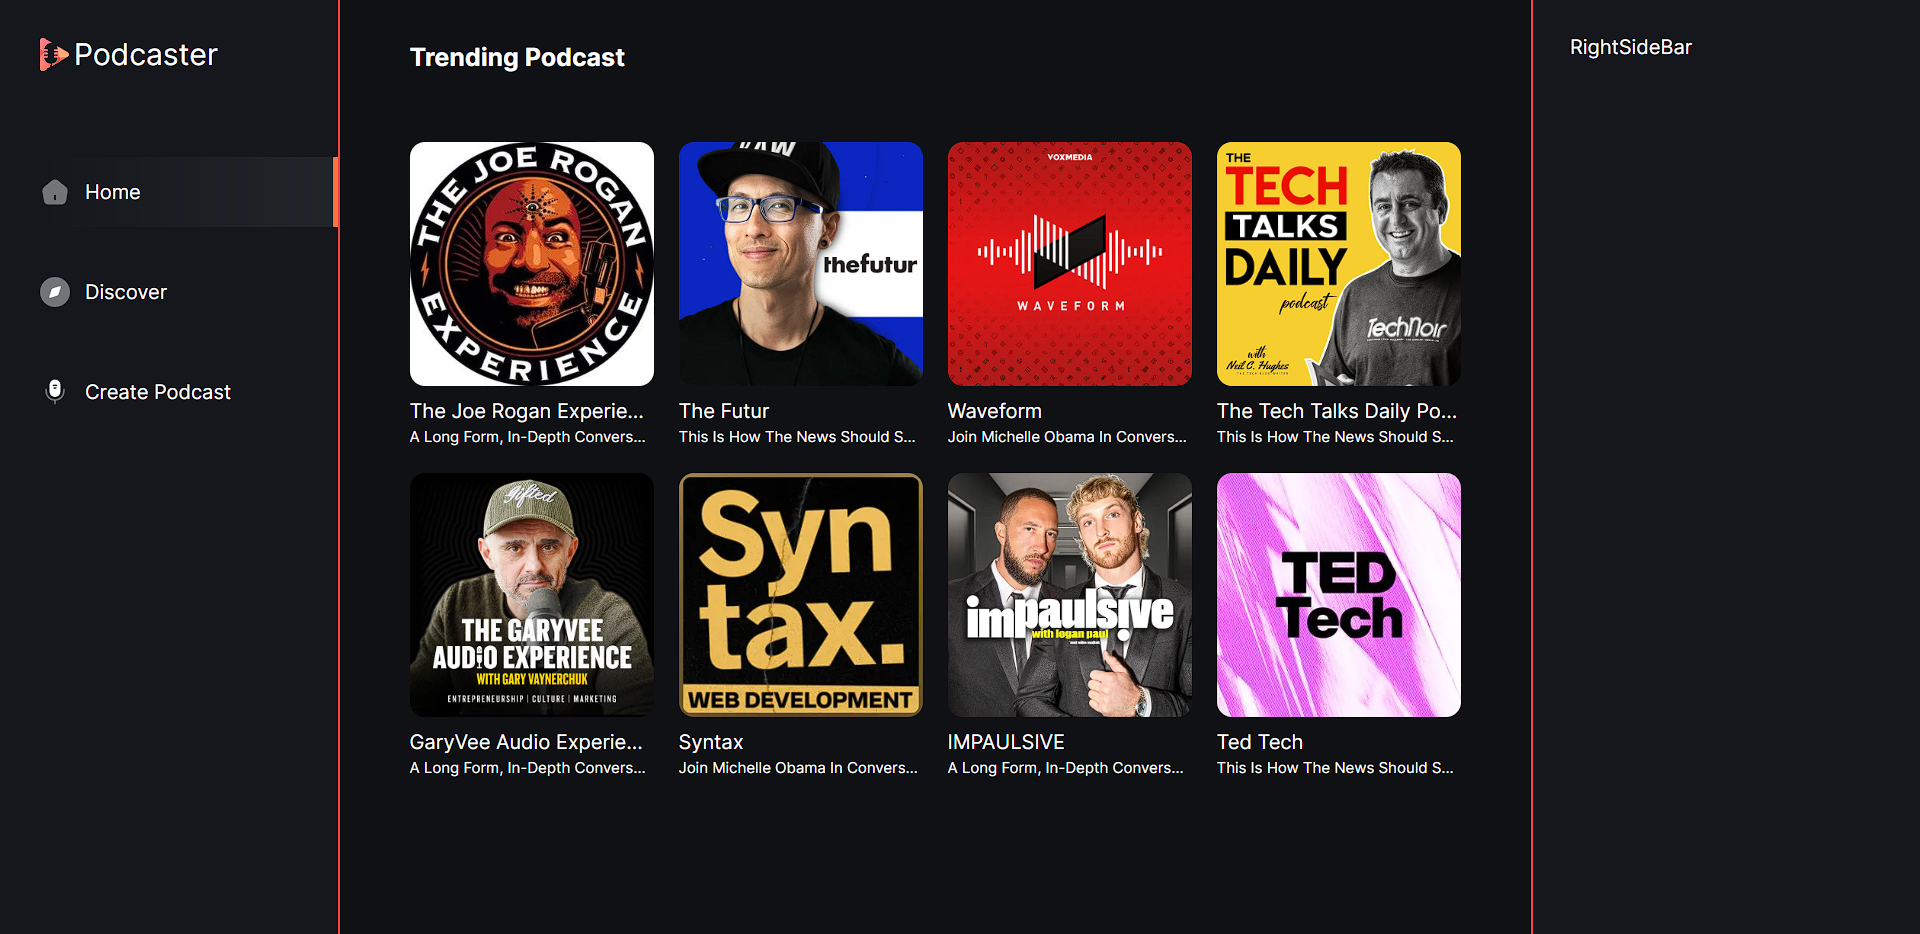 Podcaster
Home
Discover
Create Podcast
Trending Podcast
THE JOE ROGAN
EXPERIENCE
The Joe Rogan Experie...
A Long Form, In-Depth Convers...
thefutur
The Futur
This Is How The News Should S...
VOXMEDIA
WAVEFORM
Waveform
Join Michelle Obama In Convers...
THE
TECH
TALKS
DAILY
podcast
TechNoir
with
Neil C. Hughes
The Tech Talks Daily Po...
This Is How The News Should S...
Gifted
THE GARYVEE
AUDIO EXPERIENCE
WITH GARY VAYNERCHUK
ENTREPRENEURSHIP | CULTURE | MARKETING
GaryVee Audio Experie...
A Long Form, In-Depth Convers...
Syn
tax.
WEB DEVELOPMENT
Syntax
Join Michelle Obama In Convers...
impaulsive
with logan paul
IMPAULSIVE
A Long Form, In-Depth Convers...
TED
Tech
Ted Tech
This Is How The News Should S...
RightSideBar